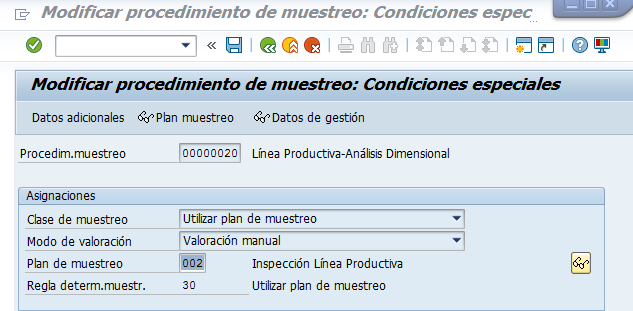 Modificar procedimiento de muestreo: Condiciones espec...
Modificar procedimiento de muestreo: Condiciones especiales
Datos adicionales Plan muestreo Datos de gestión
Procedim.muestreo 00000020 Línea Productiva-Análisis Dimensional
Asignaciones
Clase de muestreo Utilizar plan de muestreo
Modo de valoración Valoración manual
Plan de muestreo 002 Inspección Línea Productiva
Regla determ.muestr. 30 Utilizar plan de muestreo